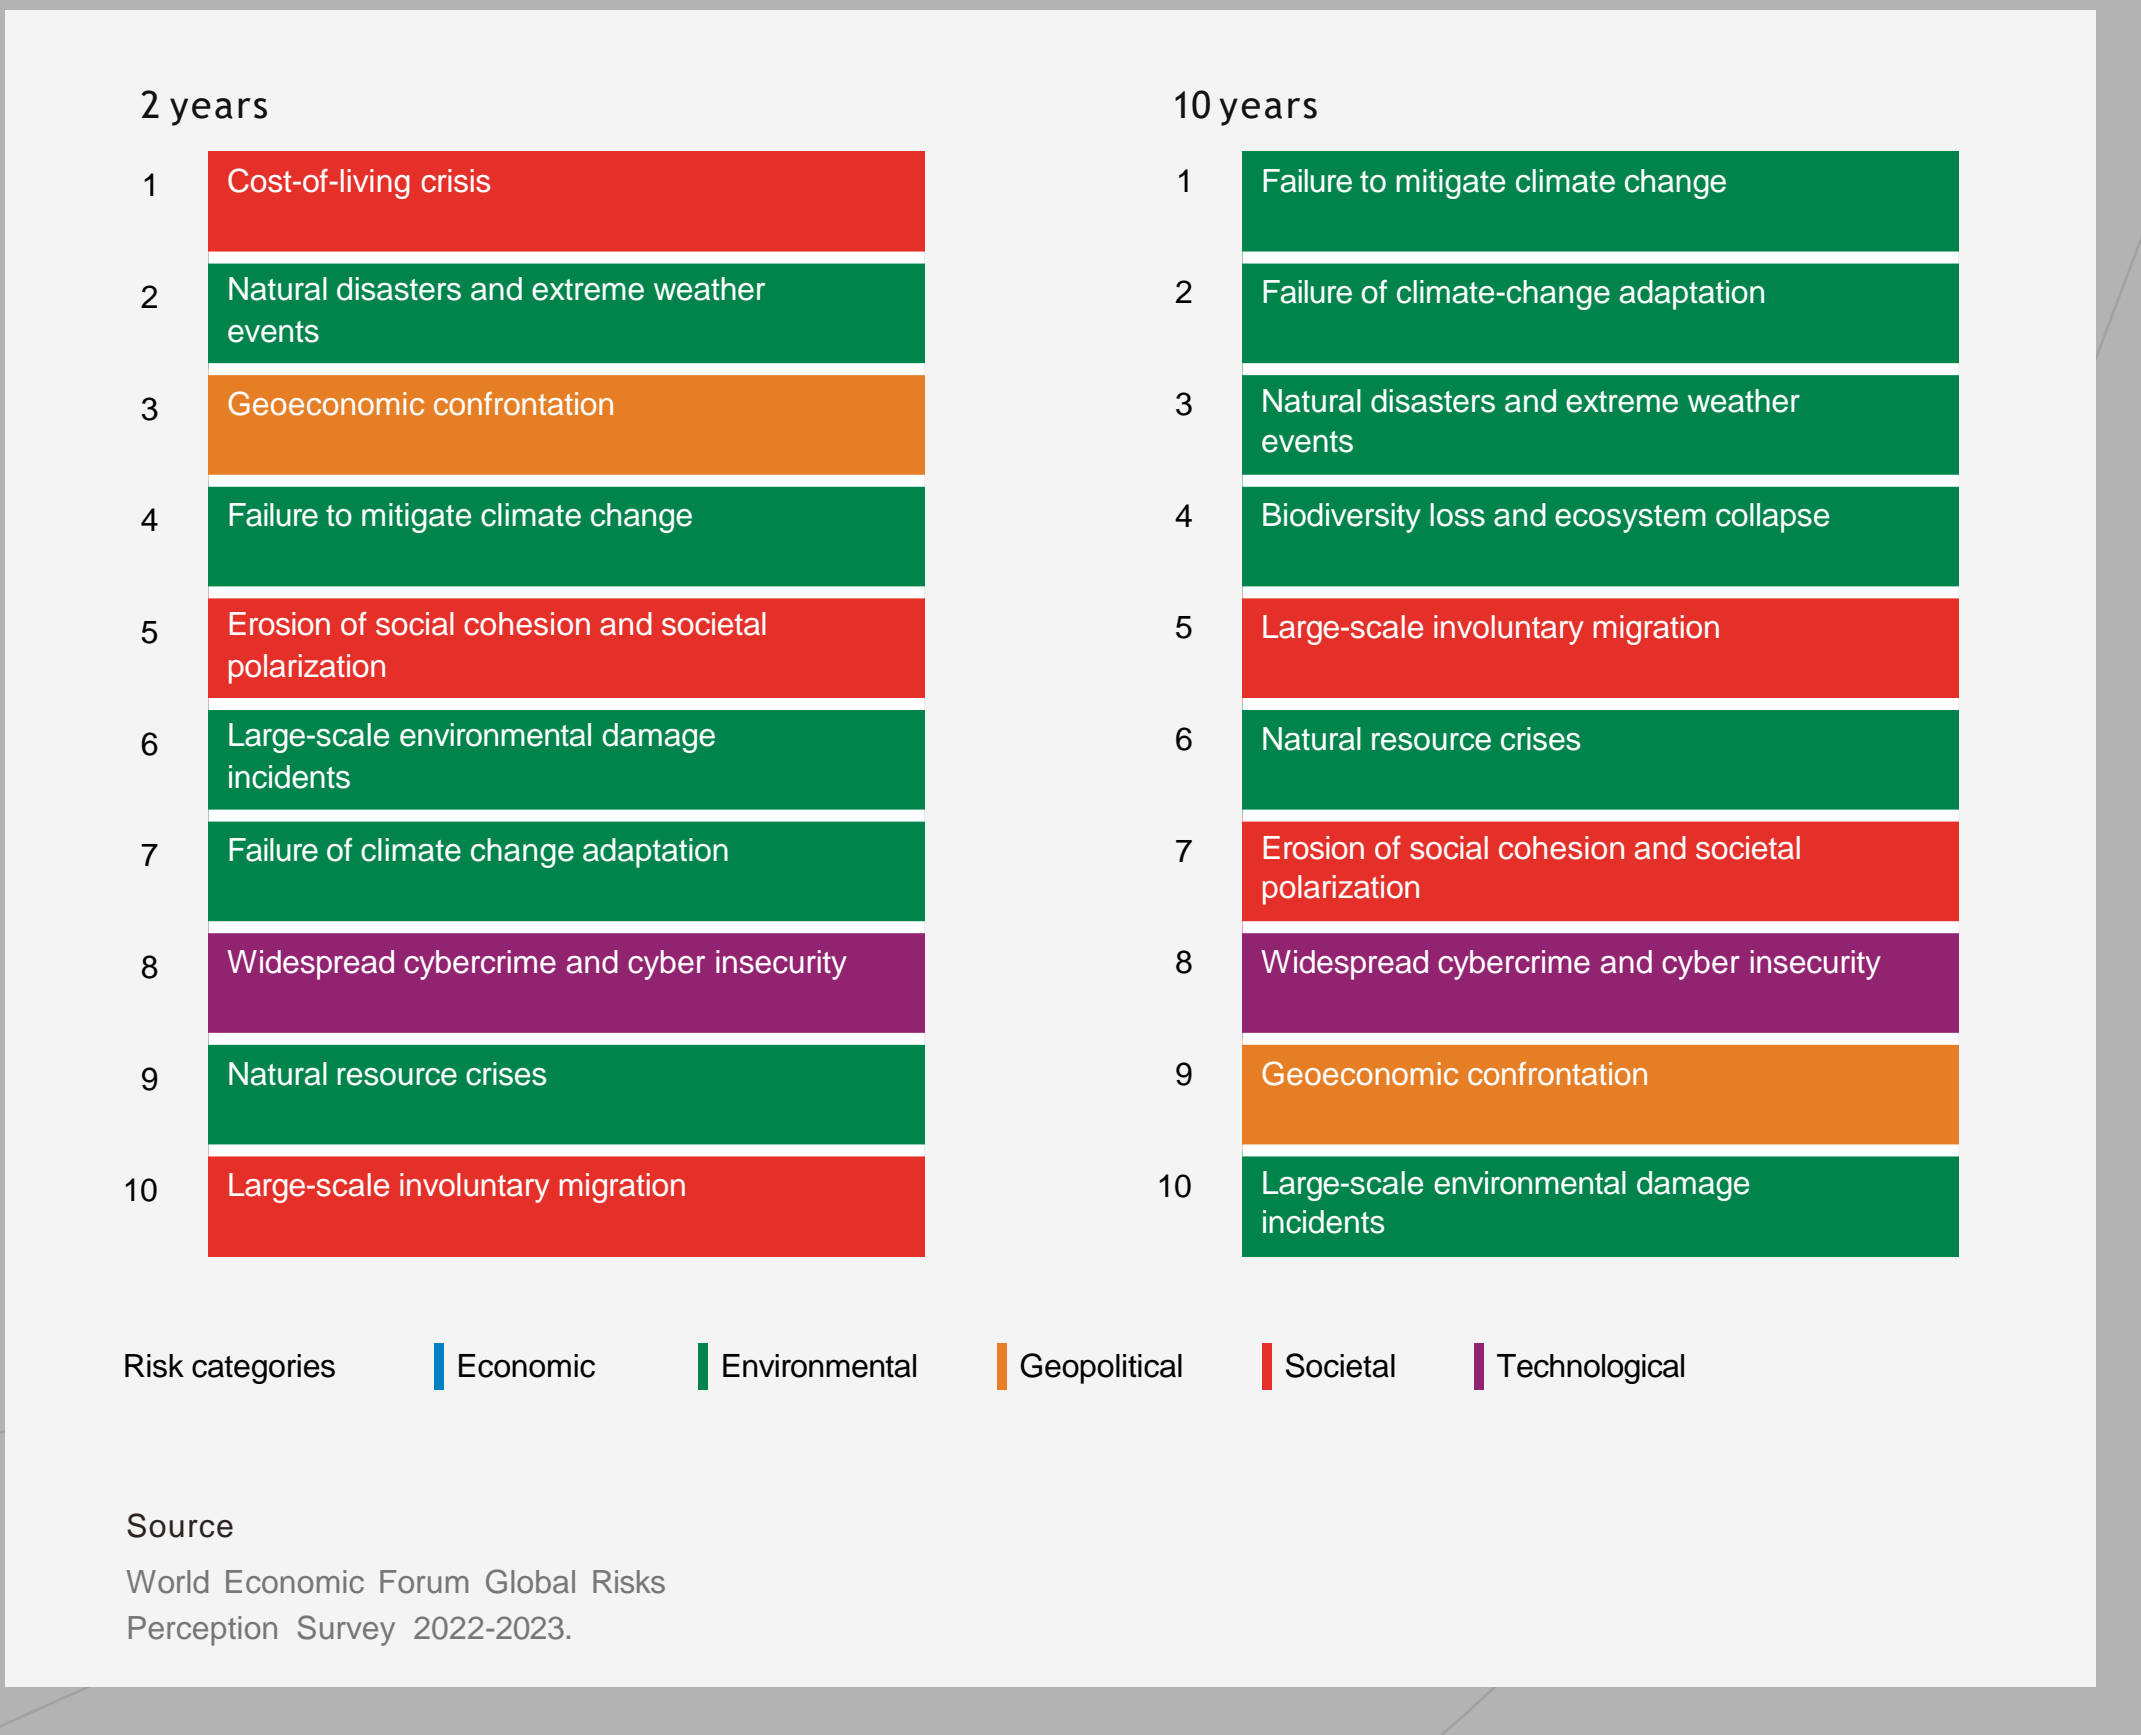 2 years
1
Cost-of-living crisis
2
Natural disasters and extreme weather
events
3
Geoeconomic confrontation
4
Failure to mitigate climate change
5
Erosion of social cohesion and societal
polarization
6
Large-scale environmental damage
incidents
7
Failure of climate change adaptation
8
Widespread cybercrime and cyber insecurity
9
Natural resource crises
10
Large-scale involuntary migration
10 years
1
Failure to mitigate climate change
2
Failure of climate-change adaptation
3
Natural disasters and extreme weather
events
4
Biodiversity loss and ecosystem collapse
5
Large-scale involuntary migration
6
Natural resource crises
7
Erosion of social cohesion and societal
polarization
8
Widespread cybercrime and cyber insecurity
9
Geoeconomic confrontation
10
Large-scale environmental damage
incidents
Risk categories
Economic
Environmental
Geopolitical
Societal
Technological
Source
World Economic Forum Global Risks
Perception Survey 2022-2023.